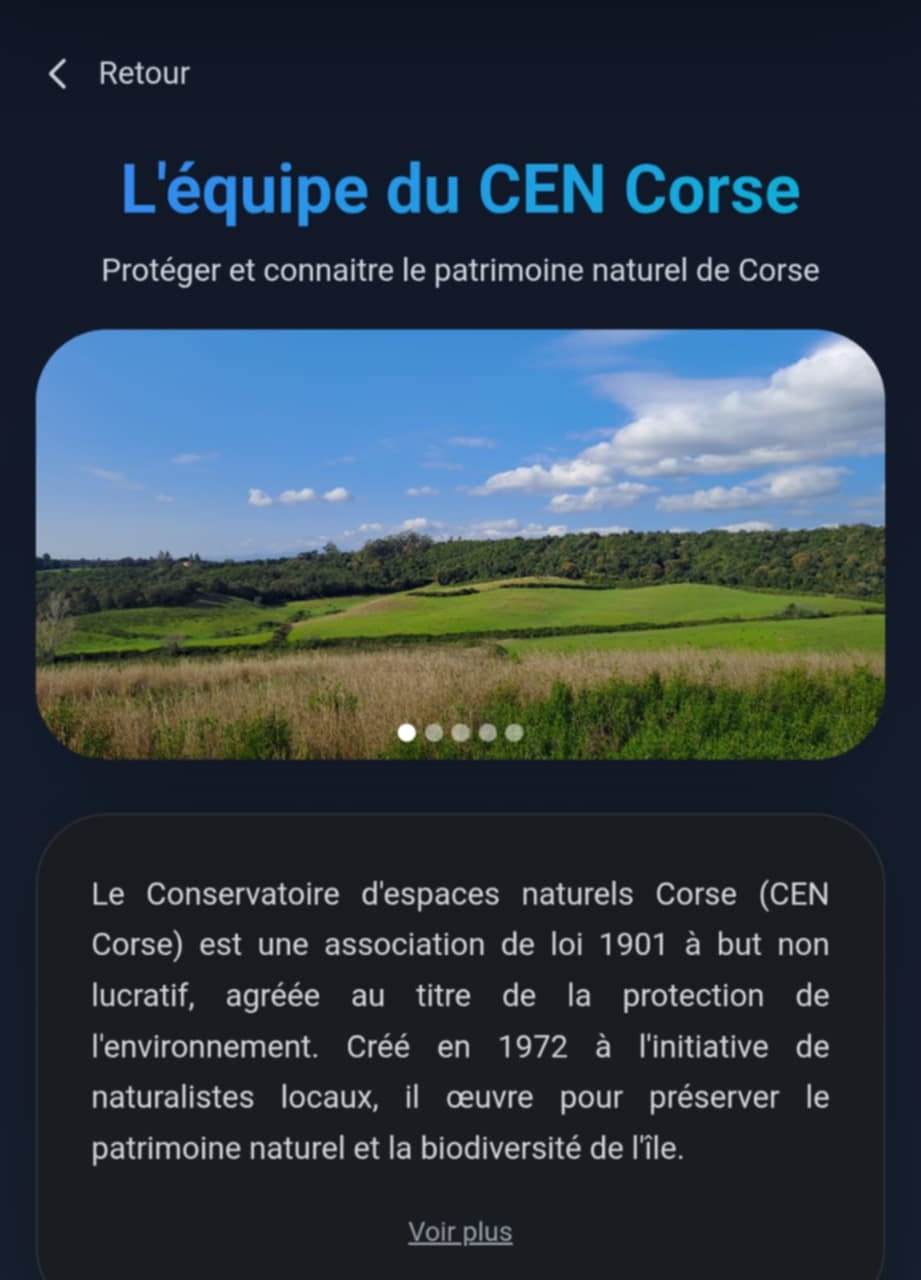 Retour
L'équipe du CEN Corse
Protéger et connaitre le patrimoine naturel de Corse
Le Conservatoire d'espaces naturels Corse (CEN
Corse) est une association de loi 1901 à but non
lucratif, agréée au titre de la protection de
l'environnement. Créé en 1972 à l'initiative de
naturalistes locaux, il œuvre pour préserver le
patrimoine naturel et la biodiversité de l'île.
Voir plus